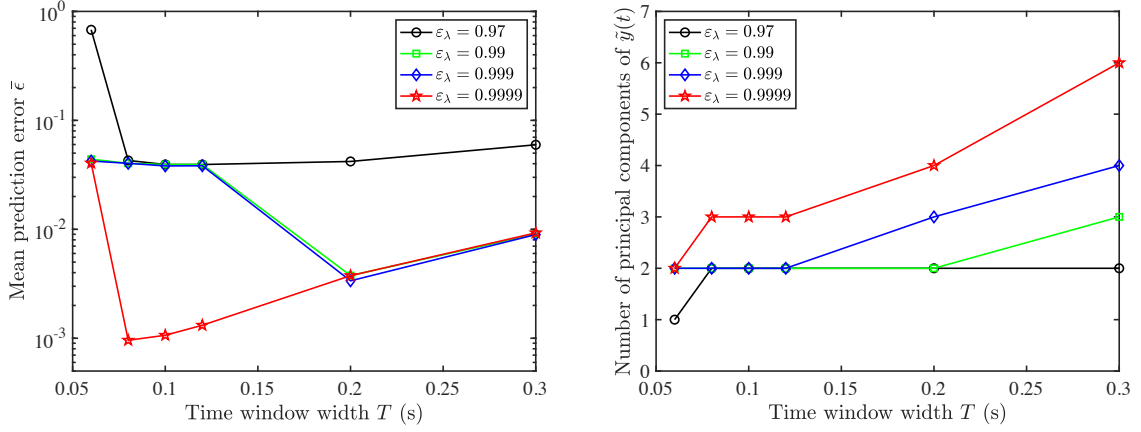 Mean prediction error ε̄
10⁰
10⁻¹
10⁻²
10⁻³
ε_λ = 0.97
ε_λ = 0.99
ε_λ = 0.999
ε_λ = 0.9999
0.05 0.1 0.15 0.2 0.25 0.3
Time window width T (s)
Number of principal components of ỹ(t)
7
6
5
4
3
2
1
0
ε_λ = 0.97
ε_λ = 0.99
ε_λ = 0.999
ε_λ = 0.9999
0.05 0.1 0.15 0.2 0.25 0.3
Time window width T (s)